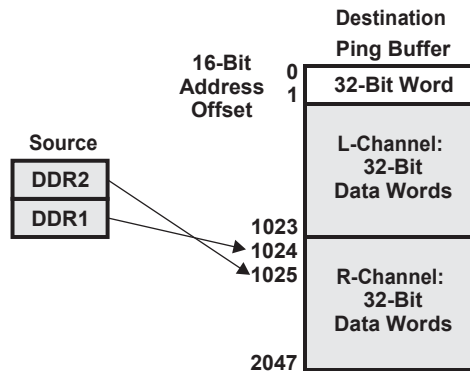 Destination
Ping Buffer
16-Bit
Address
Offset
0
1
32-Bit Word
L-Channel:
32-Bit
Data Words
Source
DDR2
DDR1
1023
1024
1025
R-Channel:
32-Bit
Data Words
2047